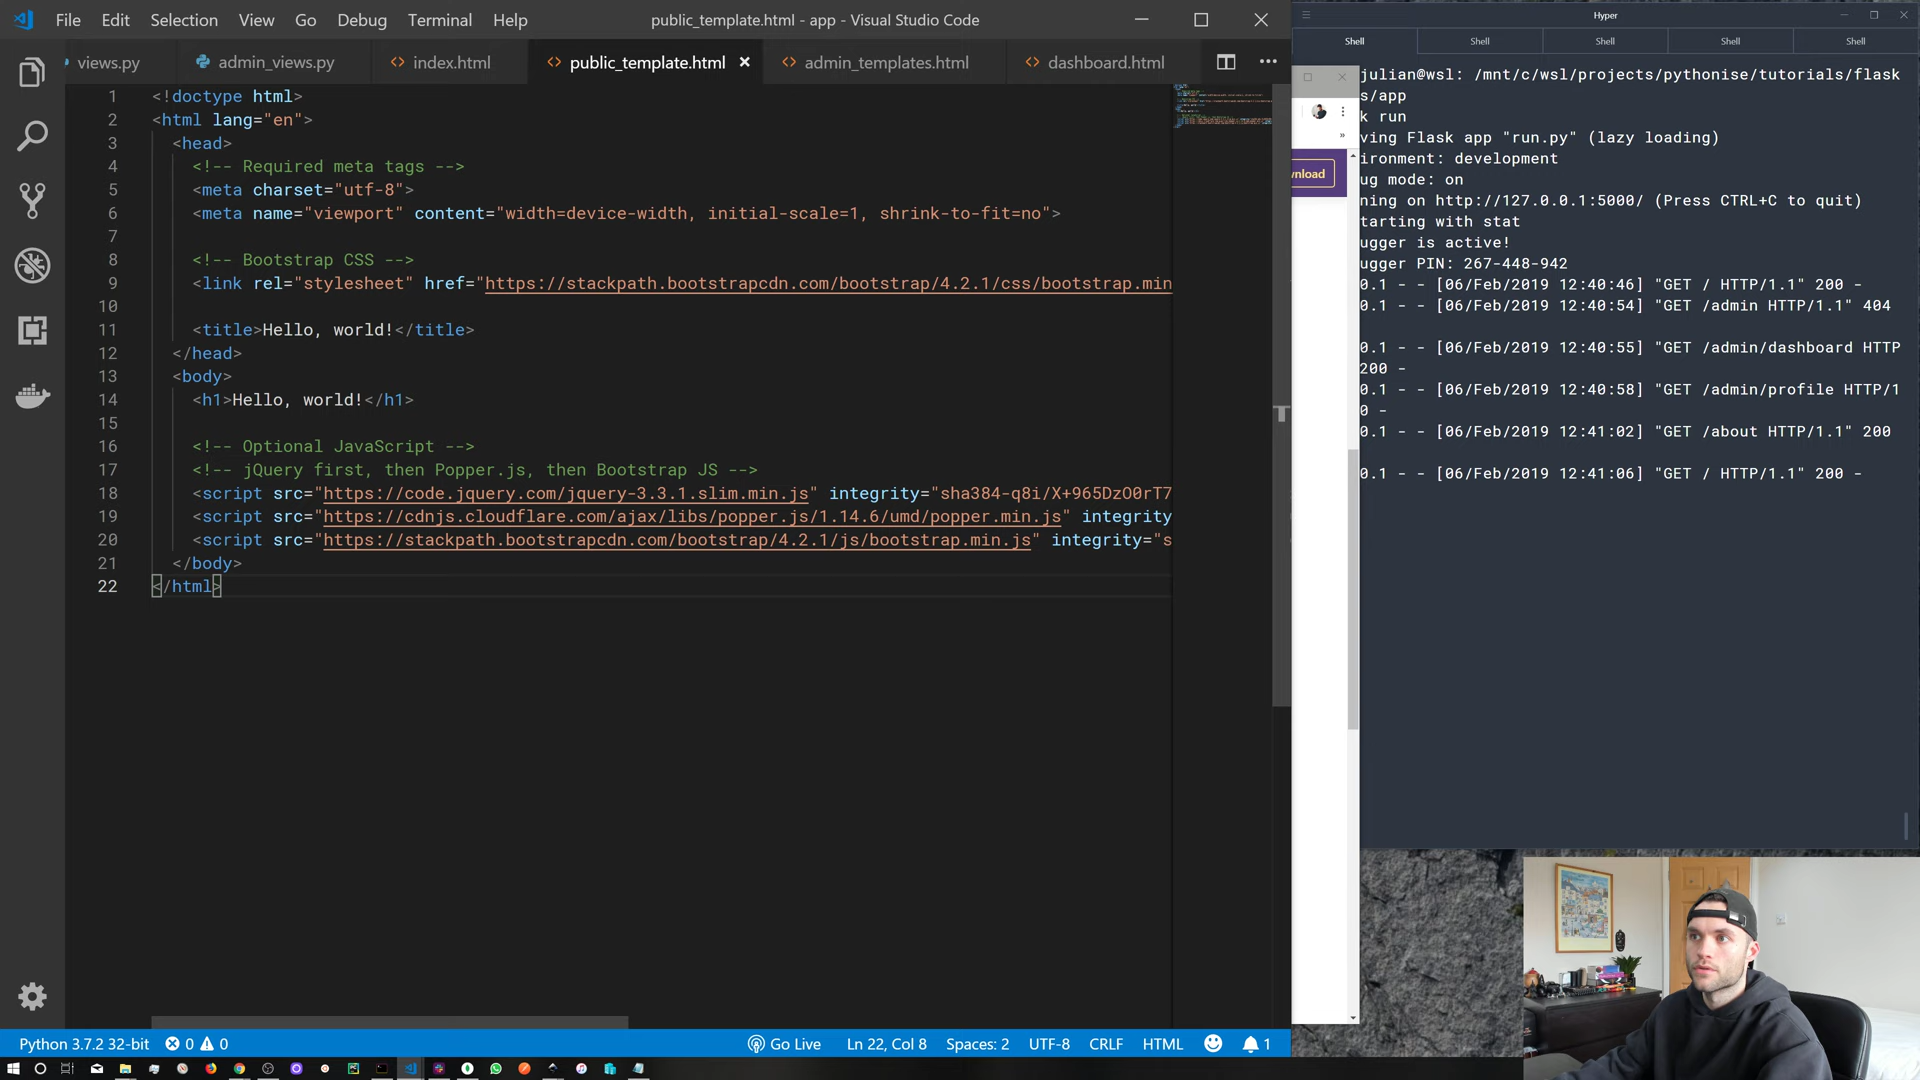 File Edit Selection View Go Debug Terminal Help
public_template.html - app - Visual Studio Code
views.py
admin_views.py
index.html
public_template.html
admin_templates.html
dashboard.html
1 <!doctype html>
2 <html lang="en">
3 <head>
4 <!-- Required meta tags -->
5 <meta charset="utf-8">
6 <meta name="viewport" content="width=device-width, initial-scale=1, shrink-to-fit=no">
7
8 <!-- Bootstrap CSS -->
9 <link rel="stylesheet" href="https://stackpath.bootstrapcdn.com/bootstrap/4.2.1/css/bootstrap.min
10
11 <title>Hello, world!</title>
12 </head>
13 <body>
14 <h1>Hello, world!</h1>
15
16 <!-- Optional JavaScript -->
17 <!-- jQuery first, then Popper.js, then Bootstrap JS -->
18 <script src="https://code.jquery.com/jquery-3.3.1.slim.min.js" integrity="sha384-q8i/X+965DzO0rT7
19 <script src="https://cdnjs.cloudflare.com/ajax/libs/popper.js/1.14.6/umd/popper.min.js" integrity
20 <script src="https://stackpath.bootstrapcdn.com/bootstrap/4.2.1/js/bootstrap.min.js" integrity="s
21 </body>
22 </html>
Python 3.7.2 32-bit 0 0
Go Live
Ln 22, Col 8
Spaces: 2
UTF-8
CRLF
HTML
1
wnload
Hyper
Shell Shell Shell Shell Shell
julian@wsl: /mnt/c/wsl/projects/pythonise/tutorials/flask
s/app
k run
ving Flask app "run.py" (lazy loading)
ironment: development
ug mode: on
ning on http://127.0.0.1:5000/ (Press CTRL+C to quit)
tarting with stat
ugger is active!
ugger PIN: 267-448-942
0.1 - - [06/Feb/2019 12:40:46] "GET / HTTP/1.1" 200 -
0.1 - - [06/Feb/2019 12:40:54] "GET /admin HTTP/1.1" 404
0.1 - - [06/Feb/2019 12:40:55] "GET /admin/dashboard HTTP
200 -
0.1 - - [06/Feb/2019 12:40:58] "GET /admin/profile HTTP/1
0 -
0.1 - - [06/Feb/2019 12:41:02] "GET /about HTTP/1.1" 200
0.1 - - [06/Feb/2019 12:41:06] "GET / HTTP/1.1" 200 -